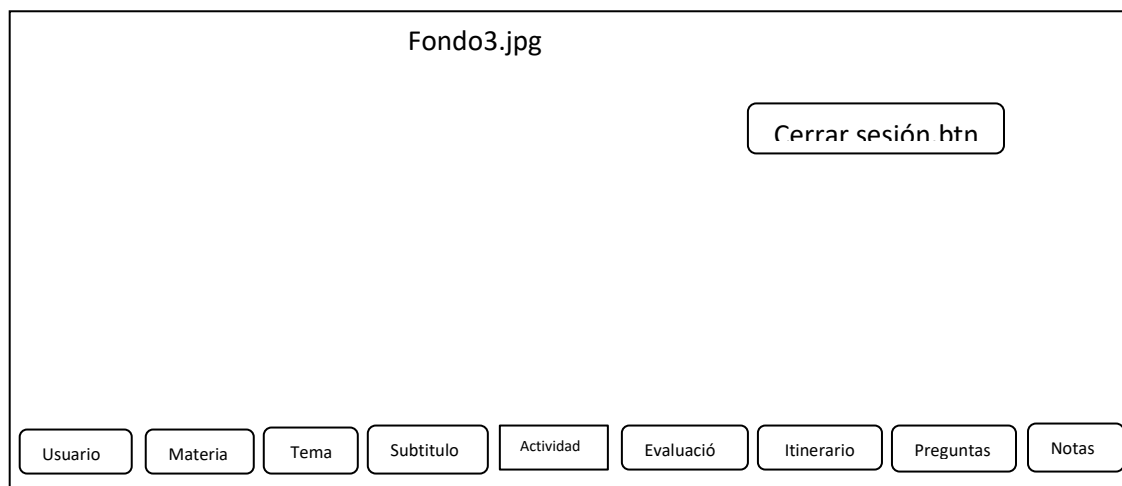 Fondo3.jpg
Cerrar sesión.btn
Usuario
Materia
Tema
Subtitulo
Actividad
Evaluació
Itinerario
Preguntas
Notas